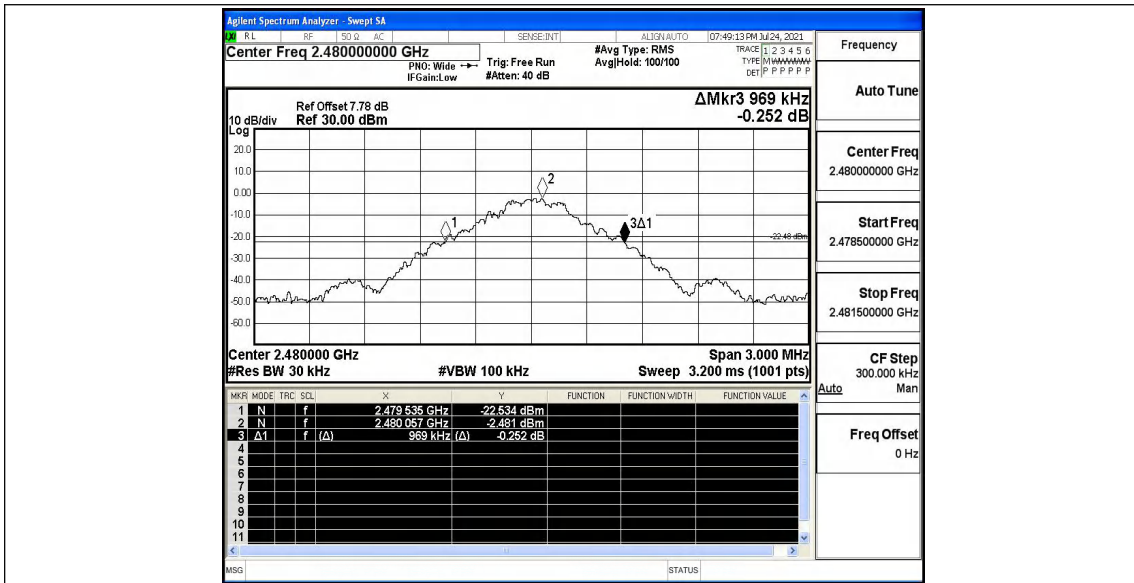 Agilent Spectrum Analyzer - Swept SA
LXI RL RF 50 Ω AC SENSE:INT ALIGN AUTO 07:49:13 PM Jul 24, 2021
Center Freq 2.480000000 GHz
PNO: Wide
IFGain:Low
Trig: Free Run
#Atten: 40 dB
#Avg Type: RMS
Avg|Hold: 100/100
TRACE 1 2 3 4 5 6
TYPE MWWWWW
DET P P P P P P
ΔMkr3 969 kHz
-0.252 dB
Ref Offset 7.78 dB
10 dB/div Ref 30.00 dBm
Log
20.0
10.0
0.00
-10.0
-20.0
-30.0
-40.0
-50.0
-60.0
1
2
3Δ1
-22.48 dBm
Center 2.480000 GHz Span 3.000 MHz
#Res BW 30 kHz #VBW 100 kHz Sweep 3.200 ms (1001 pts)
MKR MODE TRC SCL X Y FUNCTION FUNCTION WIDTH FUNCTION VALUE
1 N f 2.479 535 GHz -22.534 dBm
2 N f 2.480 057 GHz -2.481 dBm
3 Δ1 f (Δ) 969 kHz (Δ) -0.252 dB
4
5
6
7
8
9
10
11
MSG STATUS
Frequency
Auto Tune
Center Freq
2.480000000 GHz
Start Freq
2.478500000 GHz
Stop Freq
2.481500000 GHz
CF Step
300.000 kHz
Auto Man
Freq Offset
0 Hz